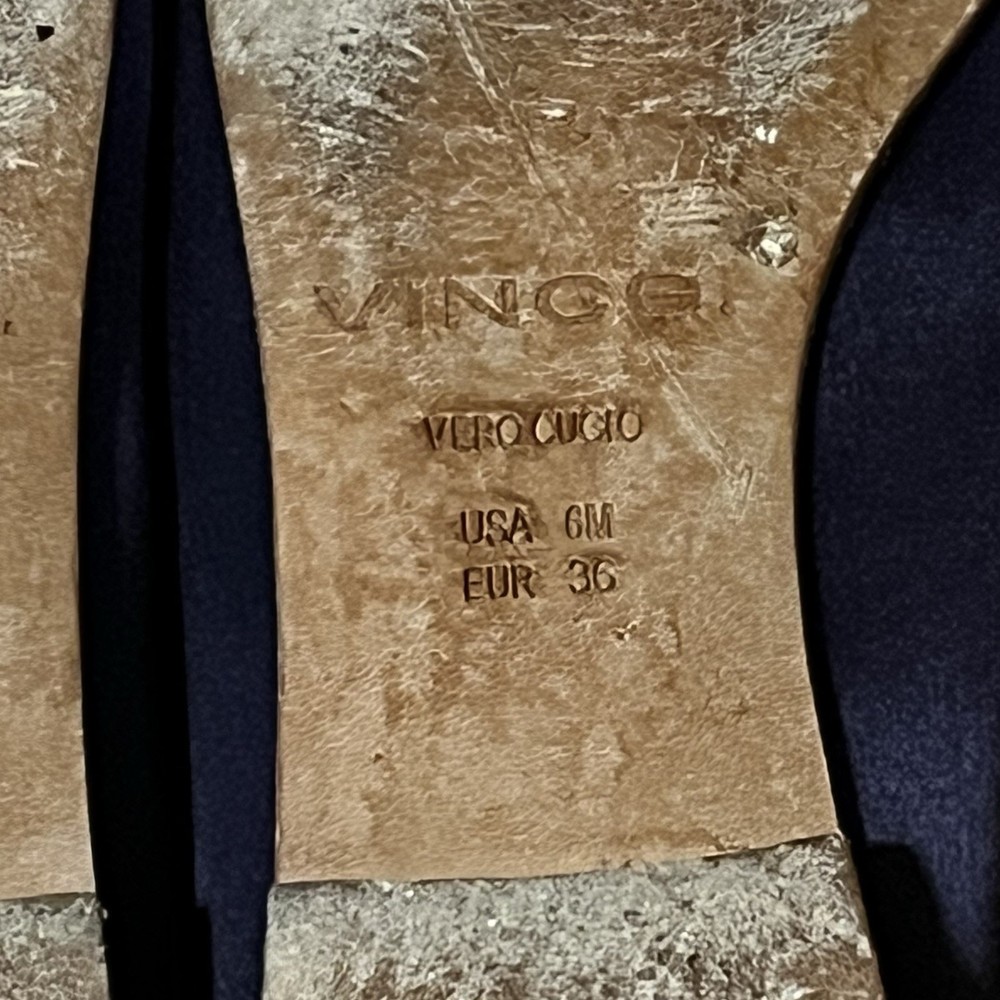 VINCE.
VERO CUOIO
USA 6M
EUR 36